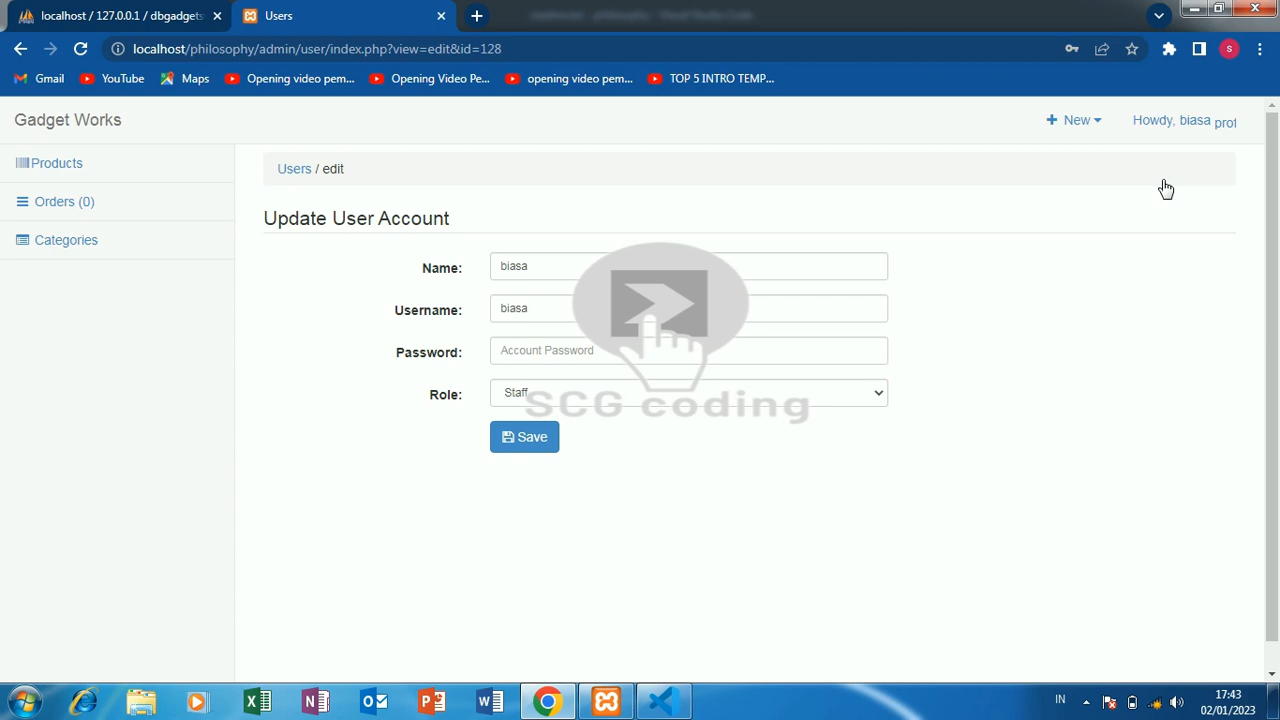 localhost / 127.0.0.1 / dbgadgets
Users
localhost/philosophy/admin/user/index.php?view=edit&id=128
S
Gmail
YouTube
Maps
Opening video pem...
Opening Video Pe...
opening video pem...
TOP 5 INTRO TEMP...
Gadget Works
New
Howdy, biasa
prof
Products
Orders (0)
Categories
Users / edit
Update User Account
Name:
biasa
Username:
biasa
Password:
Account Password
Role:
Staff
SCG coding
Save
IN
17:43
02/01/2023